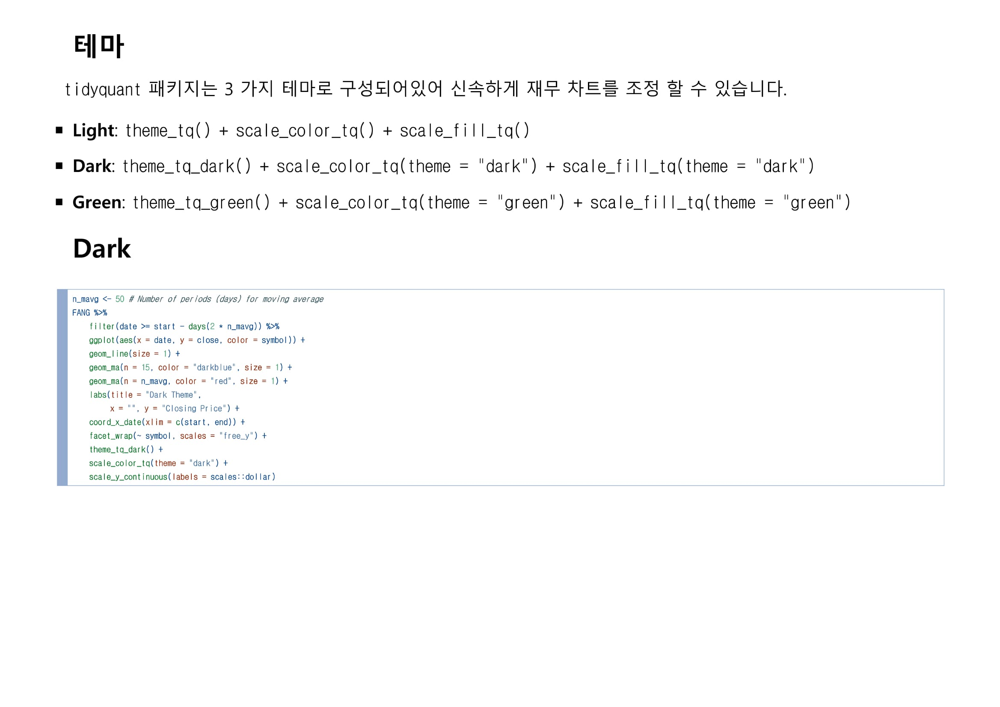 테마
tidyquant 패키지는 3 가지 테마로 구성되어있어 신속하게 재무 차트를 조정 할 수 있습니다.
■ Light: theme_tq() + scale_color_tq() + scale_fill_tq()
■ Dark: theme_tq_dark() + scale_color_tq(theme = "dark") + scale_fill_tq(theme = "dark")
■ Green: theme_tq_green() + scale_color_tq(theme = "green") + scale_fill_tq(theme = "green")
Dark
n_mavg <- 50 # Number of periods (days) for moving average
FANG %>%
    filter(date >= start - days(2 * n_mavg)) %>%
    ggplot(aes(x = date, y = close, color = symbol)) +
    geom_line(size = 1) +
    geom_ma(n = 15, color = "darkblue", size = 1) +
    geom_ma(n = n_mavg, color = "red", size = 1) +
    labs(title = "Dark Theme",
         x = "", y = "Closing Price") +
    coord_x_date(xlim = c(start, end)) +
    facet_wrap(~ symbol, scales = "free_y") +
    theme_tq_dark() +
    scale_color_tq(theme = "dark") +
    scale_y_continuous(labels = scales::dollar)